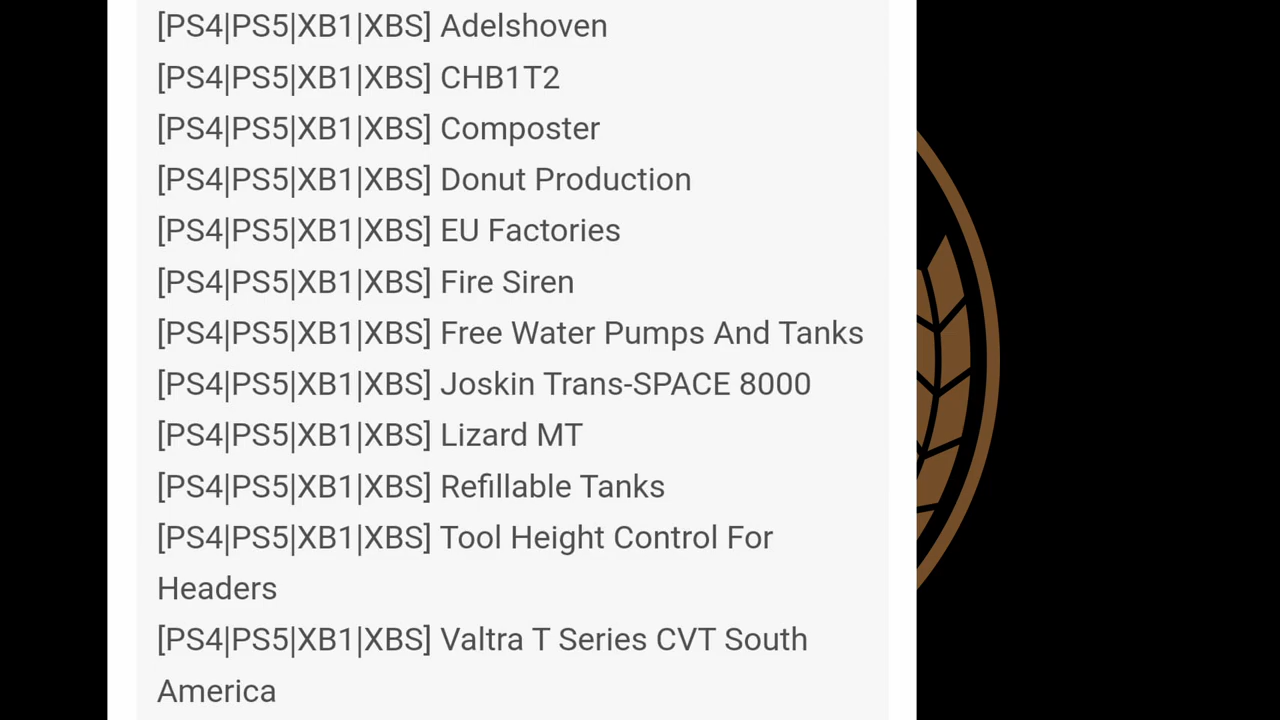 [PS4|PS5|XB1|XBS] Adelshoven
[PS4|PS5|XB1|XBS] CHB1T2
[PS4|PS5|XB1|XBS] Composter
[PS4|PS5|XB1|XBS] Donut Production
[PS4|PS5|XB1|XBS] EU Factories
[PS4|PS5|XB1|XBS] Fire Siren
[PS4|PS5|XB1|XBS] Free Water Pumps And Tanks
[PS4|PS5|XB1|XBS] Joskin Trans-SPACE 8000
[PS4|PS5|XB1|XBS] Lizard MT
[PS4|PS5|XB1|XBS] Refillable Tanks
[PS4|PS5|XB1|XBS] Tool Height Control For
Headers
[PS4|PS5|XB1|XBS] Valtra T Series CVT South
America